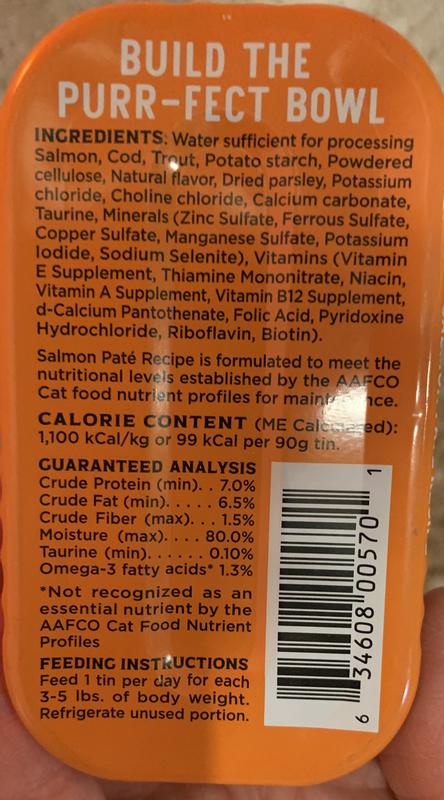 BUILD THE
PURR-FECT BOWL
INGREDIENTS: Water sufficient for processing
Salmon, Cod, Trout, Potato starch, Powdered
cellulose, Natural flavor, Dried parsley, Potassium
chloride, Choline chloride, Calcium carbonate,
Taurine, Minerals (Zinc Sulfate, Ferrous Sulfate,
Copper Sulfate, Manganese Sulfate, Potassium
Iodide, Sodium Selenite), Vitamins (Vitamin
E Supplement, Thiamine Mononitrate, Niacin,
Vitamin A Supplement, Vitamin B12 Supplement,
d-Calcium Pantothenate, Folic Acid, Pyridoxine
Hydrochloride, Riboflavin, Biotin).
Salmon Paté Recipe is formulated to meet the
nutritional levels established by the AAFCO
Cat food nutrient profiles for maintenance.
CALORIE CONTENT (ME Calculated):
1,100 kCal/kg or 99 kCal per 90g tin.
GUARANTEED ANALYSIS
Crude Protein (min). . 7.0%
Crude Fat (min). . . . . 6.5%
Crude Fiber (max). . . 1.5%
Moisture (max). . . . 80.0%
Taurine (min). . . . . . 0.10%
Omega-3 fatty acids* 1.3%
*Not recognized as an
essential nutrient by the
AAFCO Cat Food Nutrient
Profiles
FEEDING INSTRUCTIONS
Feed 1 tin per day for each
3-5 lbs. of body weight.
Refrigerate unused portion.
6 34608 00570 1